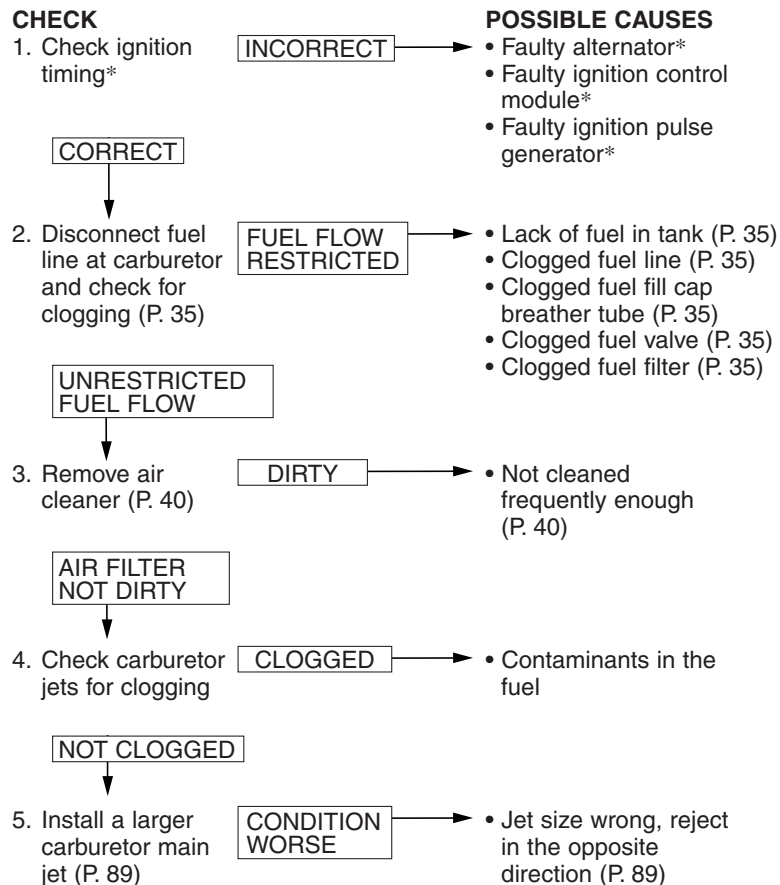 CHECK
POSSIBLE CAUSES
1. Check ignition
timing*
INCORRECT
• Faulty alternator*
• Faulty ignition control
module*
• Faulty ignition pulse
generator*
CORRECT
2. Disconnect fuel
line at carburetor
and check for
clogging (P. 35)
FUEL FLOW
RESTRICTED
• Lack of fuel in tank (P. 35)
• Clogged fuel line (P. 35)
• Clogged fuel fill cap
breather tube (P. 35)
• Clogged fuel valve (P. 35)
• Clogged fuel filter (P. 35)
UNRESTRICTED
FUEL FLOW
3. Remove air
cleaner (P. 40)
DIRTY
• Not cleaned
frequently enough
(P. 40)
AIR FILTER
NOT DIRTY
4. Check carburetor
jets for clogging
CLOGGED
• Contaminants in the
fuel
NOT CLOGGED
5. Install a larger
carburetor main
jet (P. 89)
CONDITION
WORSE
• Jet size wrong, reject
in the opposite
direction (P. 89)